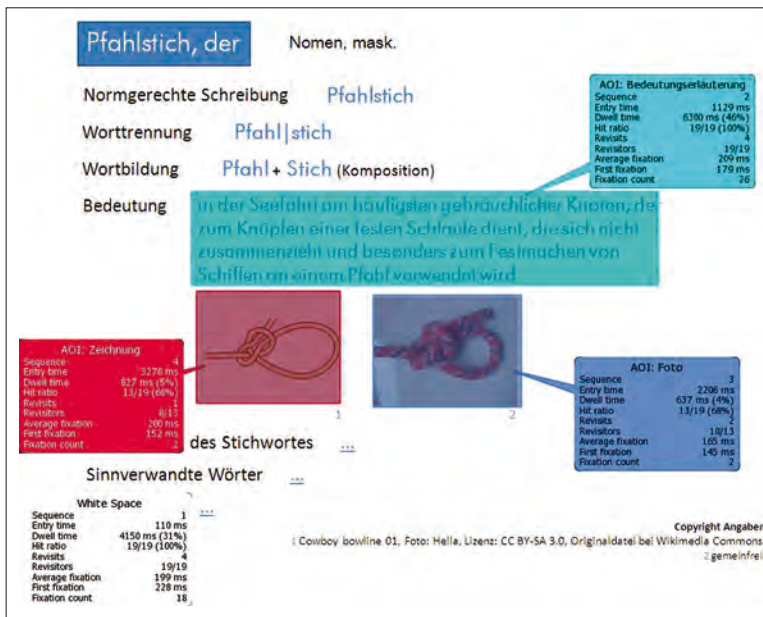 Pfahlstich, der Nomen, mask.
Normgerechte Schreibung Pfahlstich
Worttrennung Pfahl|stich
Wortbildung Pfahl + Stich (Komposition)
AOI: Bedeutungserläuterung
Sequence 2
Entry time 1129 ms
Dwell time 6300 ms (46%)
Hit ratio 19/19 (100%)
Revisits 4
Revisitors 19/19
Average fixation 209 ms
First fixation 179 ms
Fixation count 26
Bedeutung in der Seefahrt am häufigsten gebräuchlicher Knoten, de
zum Knüpfen einer festen Schlaufe dient, die sich nicht
zusammenzieht und besonders zum Festmachen von
Schiffen an einem Pfahl verwendet wird
AOI: Zeichnung
Sequence 4
Entry time 3278 ms
Dwell time 827 ms (5%)
Hit ratio 13/19 (68%)
Revisits 1
Revisitors 8/13
Average fixation 200 ms
First fixation 152 ms
Fixation count 2
1
2
AOI: Foto
Sequence 3
Entry time 2206 ms
Dwell time 637 ms (4%)
Hit ratio 13/19 (68%)
Revisits 2
Revisitors 10/13
Average fixation 165 ms
First fixation 145 ms
Fixation count 2
des Stichwortes ...
Sinnverwandte Wörter ...
...
White Space
Sequence 1
Entry time 110 ms
Dwell time 4150 ms (31%)
Hit ratio 19/19 (100%)
Revisits 4
Revisitors 19/19
Average fixation 199 ms
First fixation 228 ms
Fixation count 18
Copyright Angaben
1 Cowboy bowline 01, Foto: Hella, Lizenz: CC BY-SA 3.0, Originaldatei bei Wikimedia Commons
2 gemeinfrei